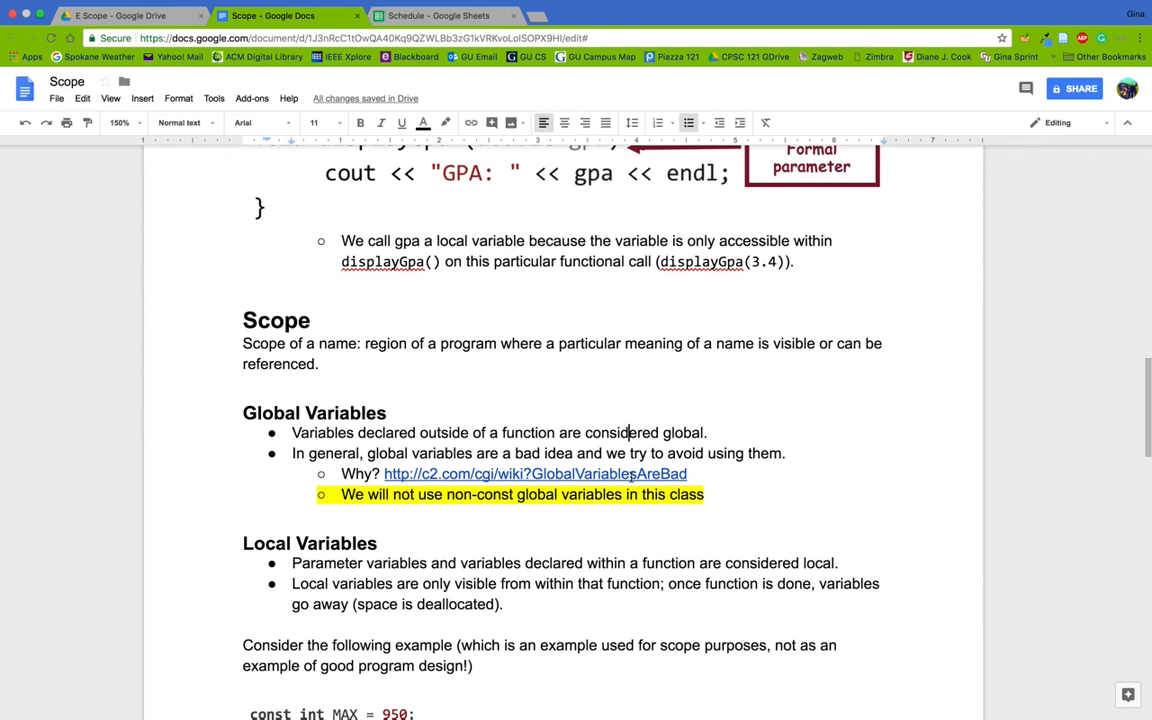 E Scope - Google Drive
Scope - Google Docs
Schedule - Google Sheets
Gina
Secure
https://docs.google.com/document/d/1J3nRcC1tOwQA40Kq9QZWLBb3zG1kVRKvoLoISOPX9HI/edit#
Apps Spokane Weather Yahoo! Mail ACM Digital Library IEEE Xplore Blackboard GU Email GU CS GU Campus Map Piazza 121 CPSC 121 GDrive Zagweb Zimbra Diane J. Cook Gina Sprint Other Bookmarks
Scope
File Edit View Insert Format Tools Add-ons Help All changes saved in Drive
SHARE
150% Normal text Arial 11 B I U A Editing
1 1 2 3 4 5 6 7
Formal
parameter
cout << "GPA: " << gpa << endl;
}
○ We call gpa a local variable because the variable is only accessible within
displayGpa() on this particular functional call (displayGpa(3.4)).
Scope
Scope of a name: region of a program where a particular meaning of a name is visible or can be
referenced.
Global Variables
● Variables declared outside of a function are considered global.
● In general, global variables are a bad idea and we try to avoid using them.
○ Why? http://c2.com/cgi/wiki?GlobalVariablesAreBad
○ We will not use non-const global variables in this class
Local Variables
● Parameter variables and variables declared within a function are considered local.
● Local variables are only visible from within that function; once function is done, variables
go away (space is deallocated).
Consider the following example (which is an example used for scope purposes, not as an
example of good program design!)
const int MAX = 950;